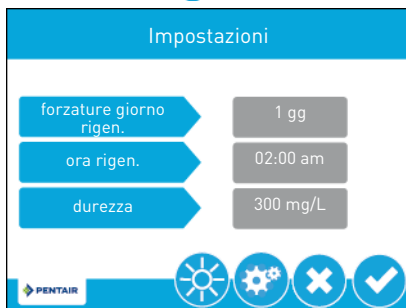 Impostazioni
forzature giorno
rigen.
1 gg
ora rigen.
02:00 am
durezza
300 mg/L
PENTAIR